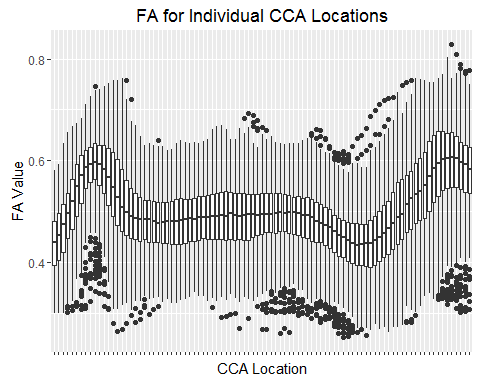 FA for Individual CCA Locations
0.8
0.6
0.4
FA Value
CCA Location